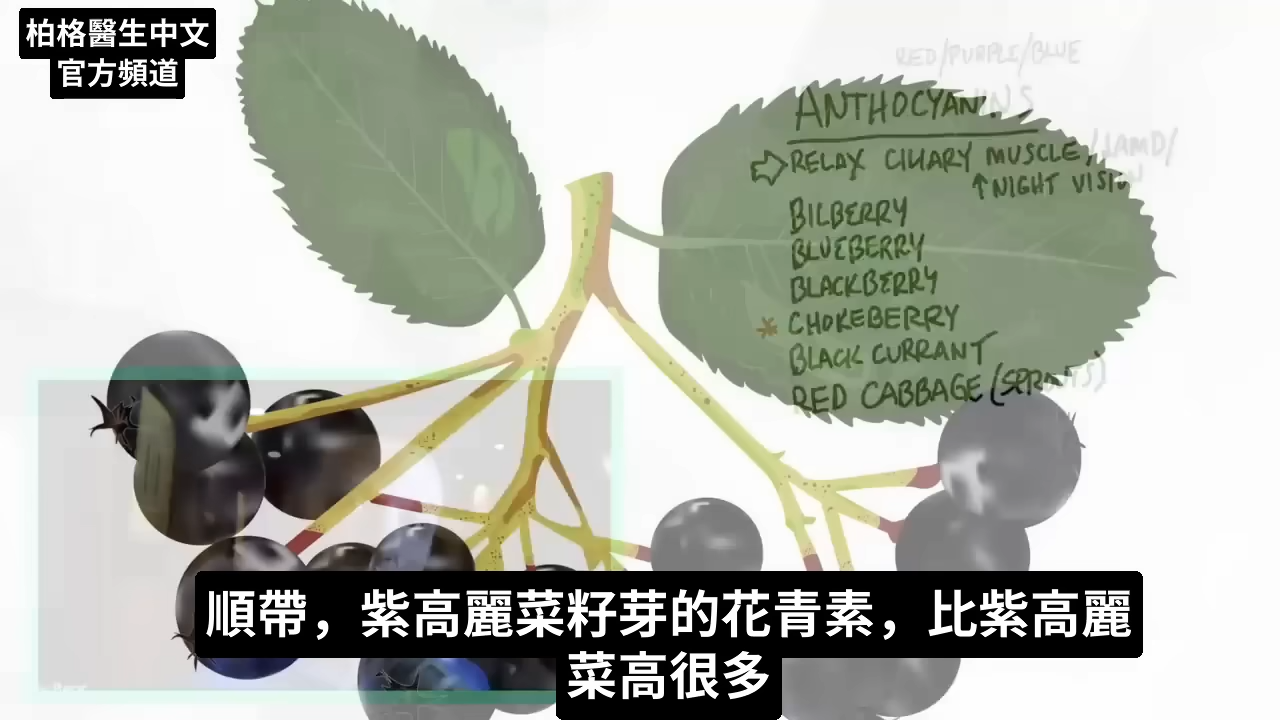 柏格醫生中文
官方頻道
RED/PURPLE/BLUE
ANTHOCYANINS
RELAX CILIARY MUSCLE,
↑NIGHT VISION
BILBERRY
BLUEBERRY
BLACKBERRY
* CHOKEBERRY
BLACK CURRANT
RED CABBAGE (SPROUTS)
順帶，紫高麗菜籽芽的花青素，比紫高麗
菜高很多